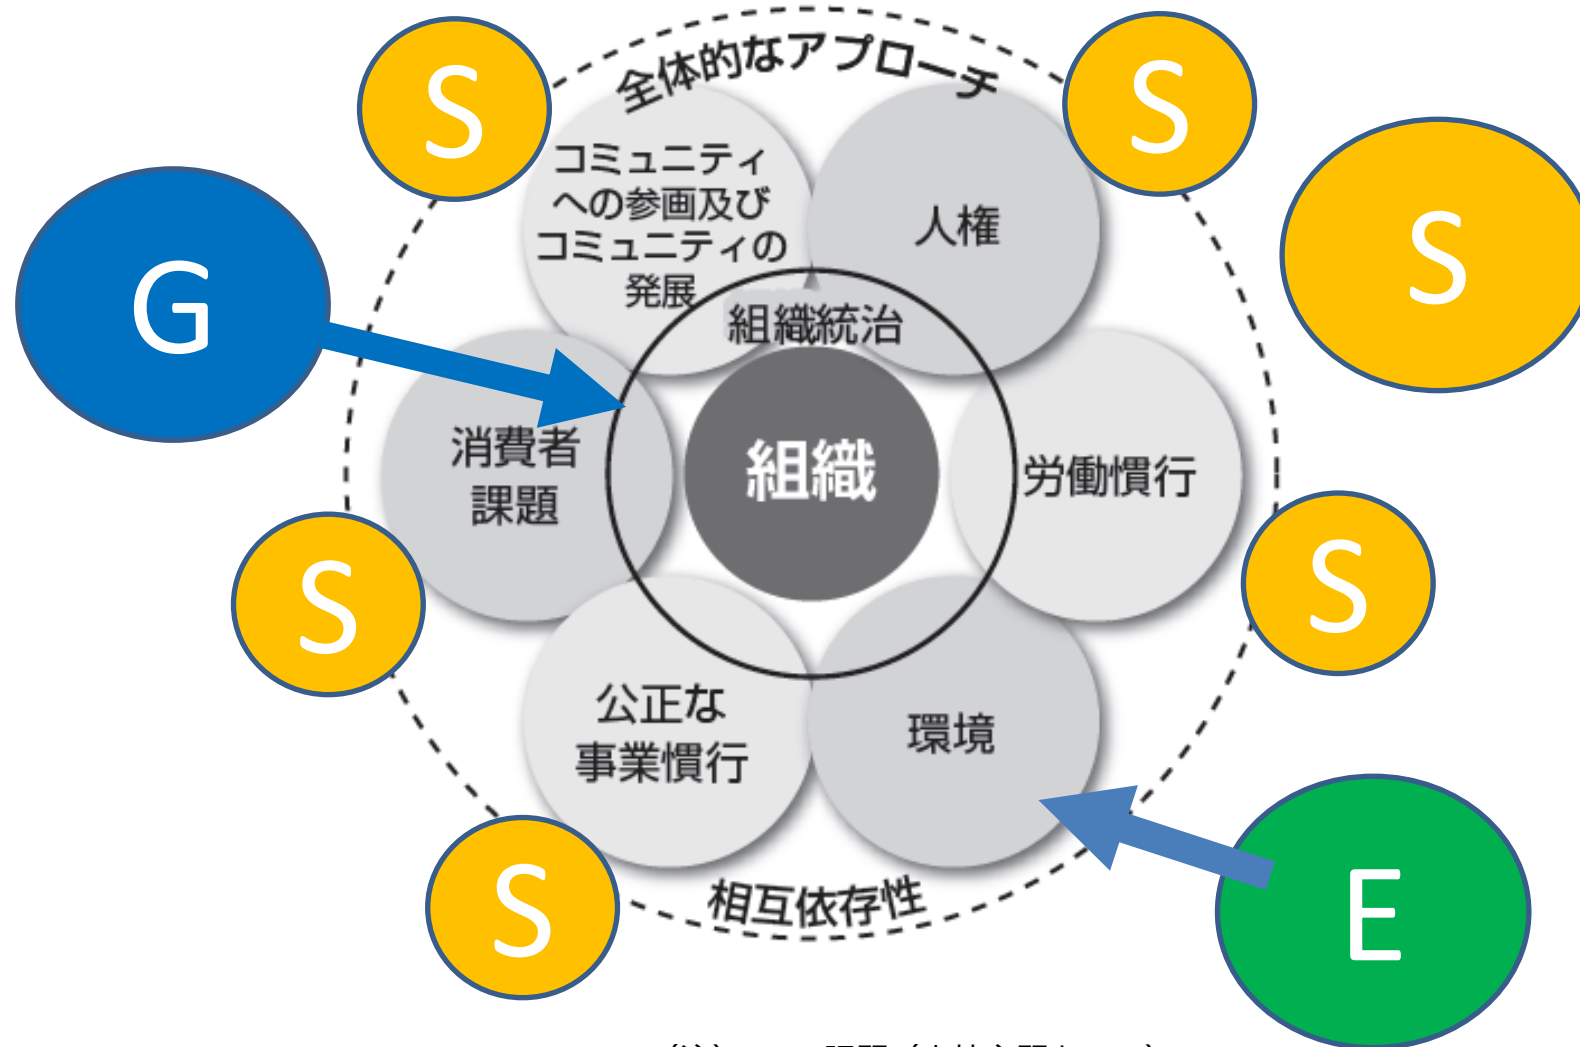 全体的なアプローチ
S
S
S
G
コミュニティ
への参画及び
コミュニティの
発展
人権
組織統治
組織
消費者
課題
労働慣行
S
S
公正な
事業慣行
環境
S
E
相互依存性